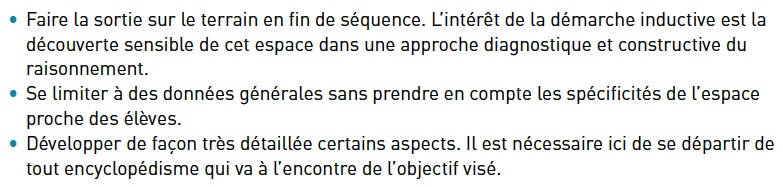 • Faire la sortie sur le terrain en fin de séquence. L’intérêt de la démarche inductive est la
découverte sensible de cet espace dans une approche diagnostique et constructive du
raisonnement.
• Se limiter à des données générales sans prendre en compte les spécificités de l’espace
proche des élèves.
• Développer de façon très détaillée certains aspects. Il est nécessaire ici de se départir de
tout encyclopédisme qui va à l’encontre de l’objectif visé.